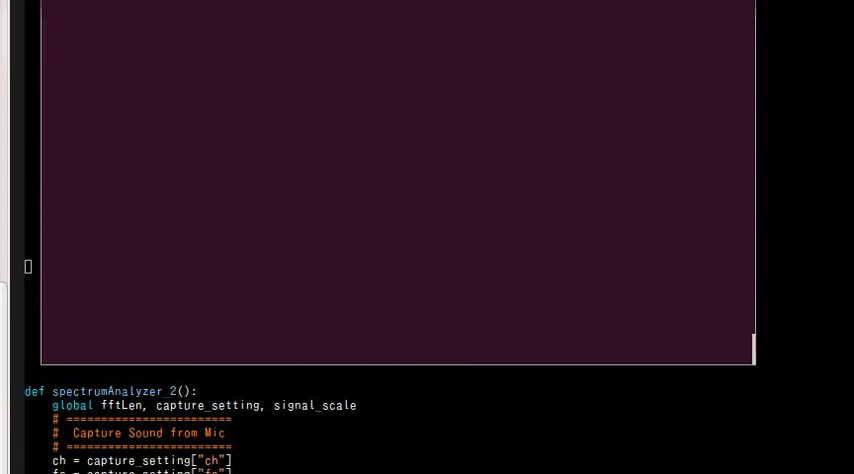 def spectrumAnalyzer_2():
global fftLen, capture_setting, signal_scale
# ========================
#  Capture Sound from Mic
# ========================
ch = capture_setting["ch"]
fs = capture_setting["fs"]